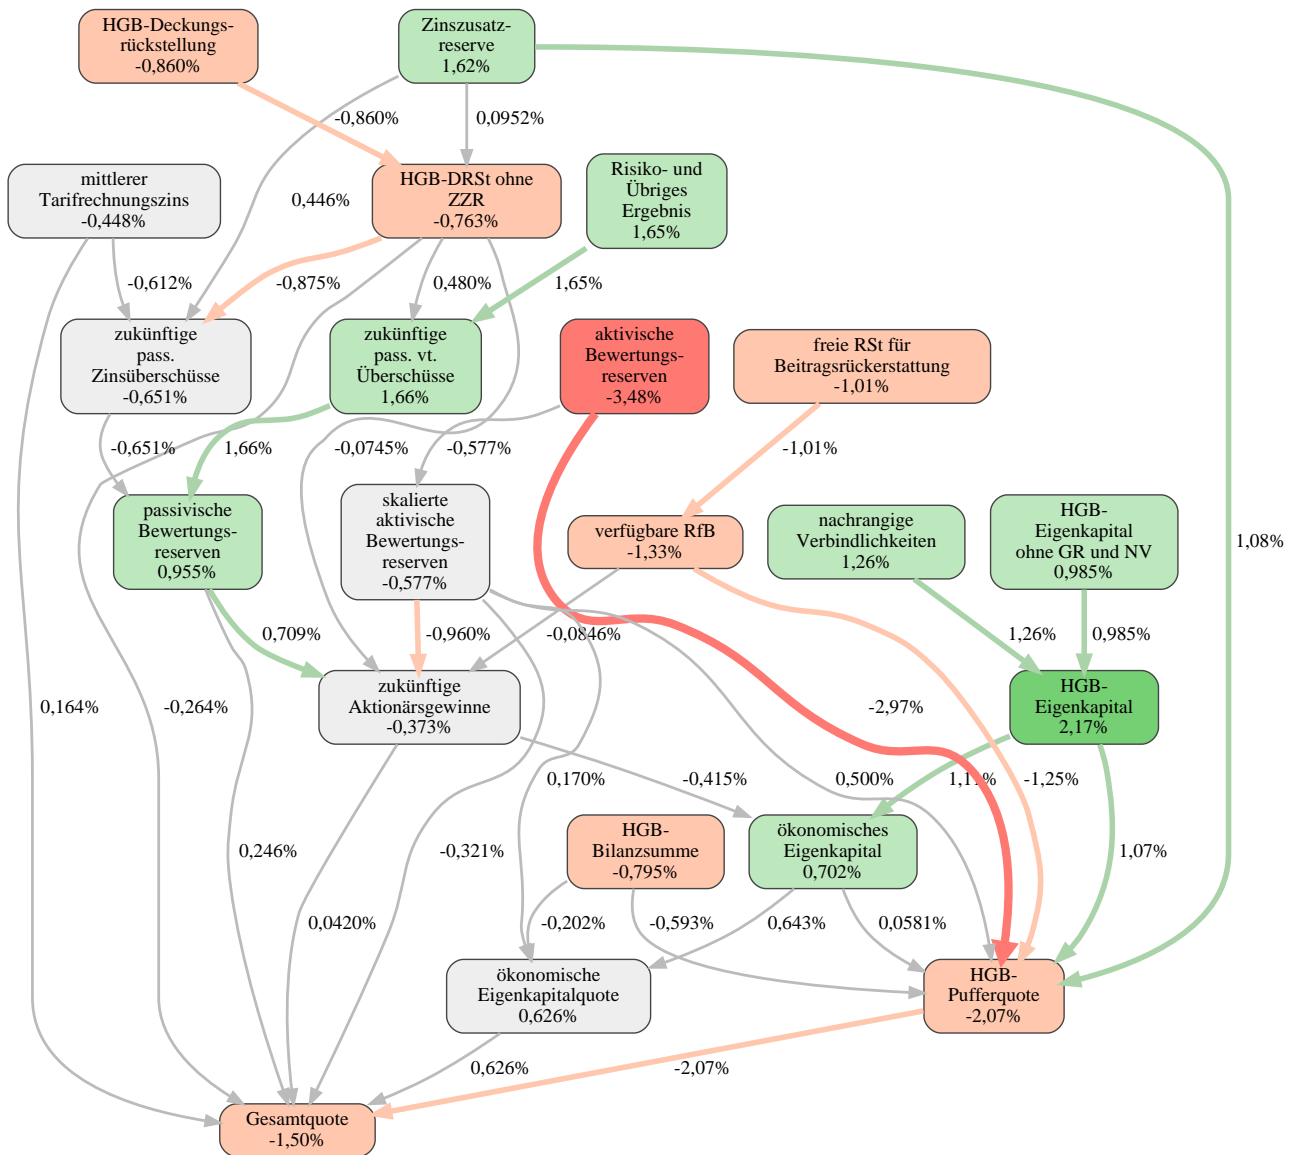 HGB-Deckungs-
rückstellung
-0,860%
Zinszusatz-
reserve
1,62%
-0,860%
0,0952%
mittlerer
Tarifrechnungszins
-0,448%
HGB-DRSt ohne
ZZR
-0,763%
Risiko- und
Übriges
Ergebnis
1,65%
0,446%
-0,612%
-0,875%
0,480%
1,65%
zukünftige
pass.
Zinsüberschüsse
-0,651%
zukünftige
pass. vt.
Überschüsse
1,66%
aktivische
Bewertungs-
reserven
-3,48%
freie RSt für
Beitragsrückerstattung
-1,01%
-0,651%
1,66%
-0,0745%
-0,577%
-1,01%
passivische
Bewertungs-
reserven
0,955%
skalierte
aktivische
Bewertungs-
reserven
-0,577%
verfügbare RfB
-1,33%
nachrangige
Verbindlichkeiten
1,26%
HGB-
Eigenkapital
ohne GR und NV
0,985%
1,08%
0,709%
-0,960%
-0,0846%
1,26%
0,985%
zukünftige
Aktionärsgewinne
-0,373%
HGB-
Eigenkapital
2,17%
0,164%
-0,264%
-2,97%
-0,415%
0,170%
0,500%
1,11%
-1,25%
HGB-
Bilanzsumme
-0,795%
ökonomisches
Eigenkapital
0,702%
0,246%
-0,321%
1,07%
0,0420%
-0,202%
-0,593%
0,643%
0,0581%
ökonomische
Eigenkapitalquote
0,626%
HGB-
Pufferquote
-2,07%
0,626%
-2,07%
Gesamtquote
-1,50%